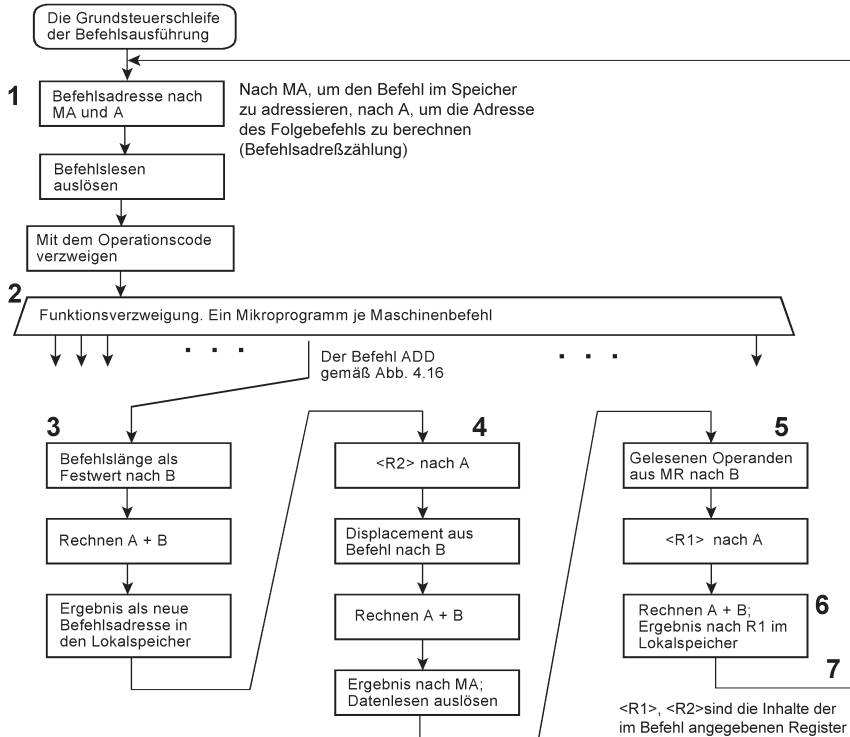 Die Grundsteuerschleife
der Befehlsausführung
1
Befehlsadresse nach
MA und A
Nach MA, um den Befehl im Speicher
zu adressieren, nach A, um die Adresse
des Folgebefehls zu berechnen
(Befehlsadreßzählung)
Befehlslesen
auslösen
Mit dem Operationscode
verzweigen
2
Funktionsverzweigung. Ein Mikroprogramm je Maschinenbefehl
. . .
Der Befehl ADD
gemäß Abb. 4.16
. . .
3
Befehlslänge als
Festwert nach B
Rechnen A + B
Ergebnis als neue
Befehlsadresse in
den Lokalspeicher
4
<R2> nach A
Displacement aus
Befehl nach B
Rechnen A + B
Ergebnis nach MA;
Datenlesen auslösen
5
Gelesenen Operanden
aus MR nach B
<R1> nach A
6
Rechnen A + B;
Ergebnis nach R1 im
Lokalspeicher
7
<R1>, <R2>sind die Inhalte der
im Befehl angegebenen Register